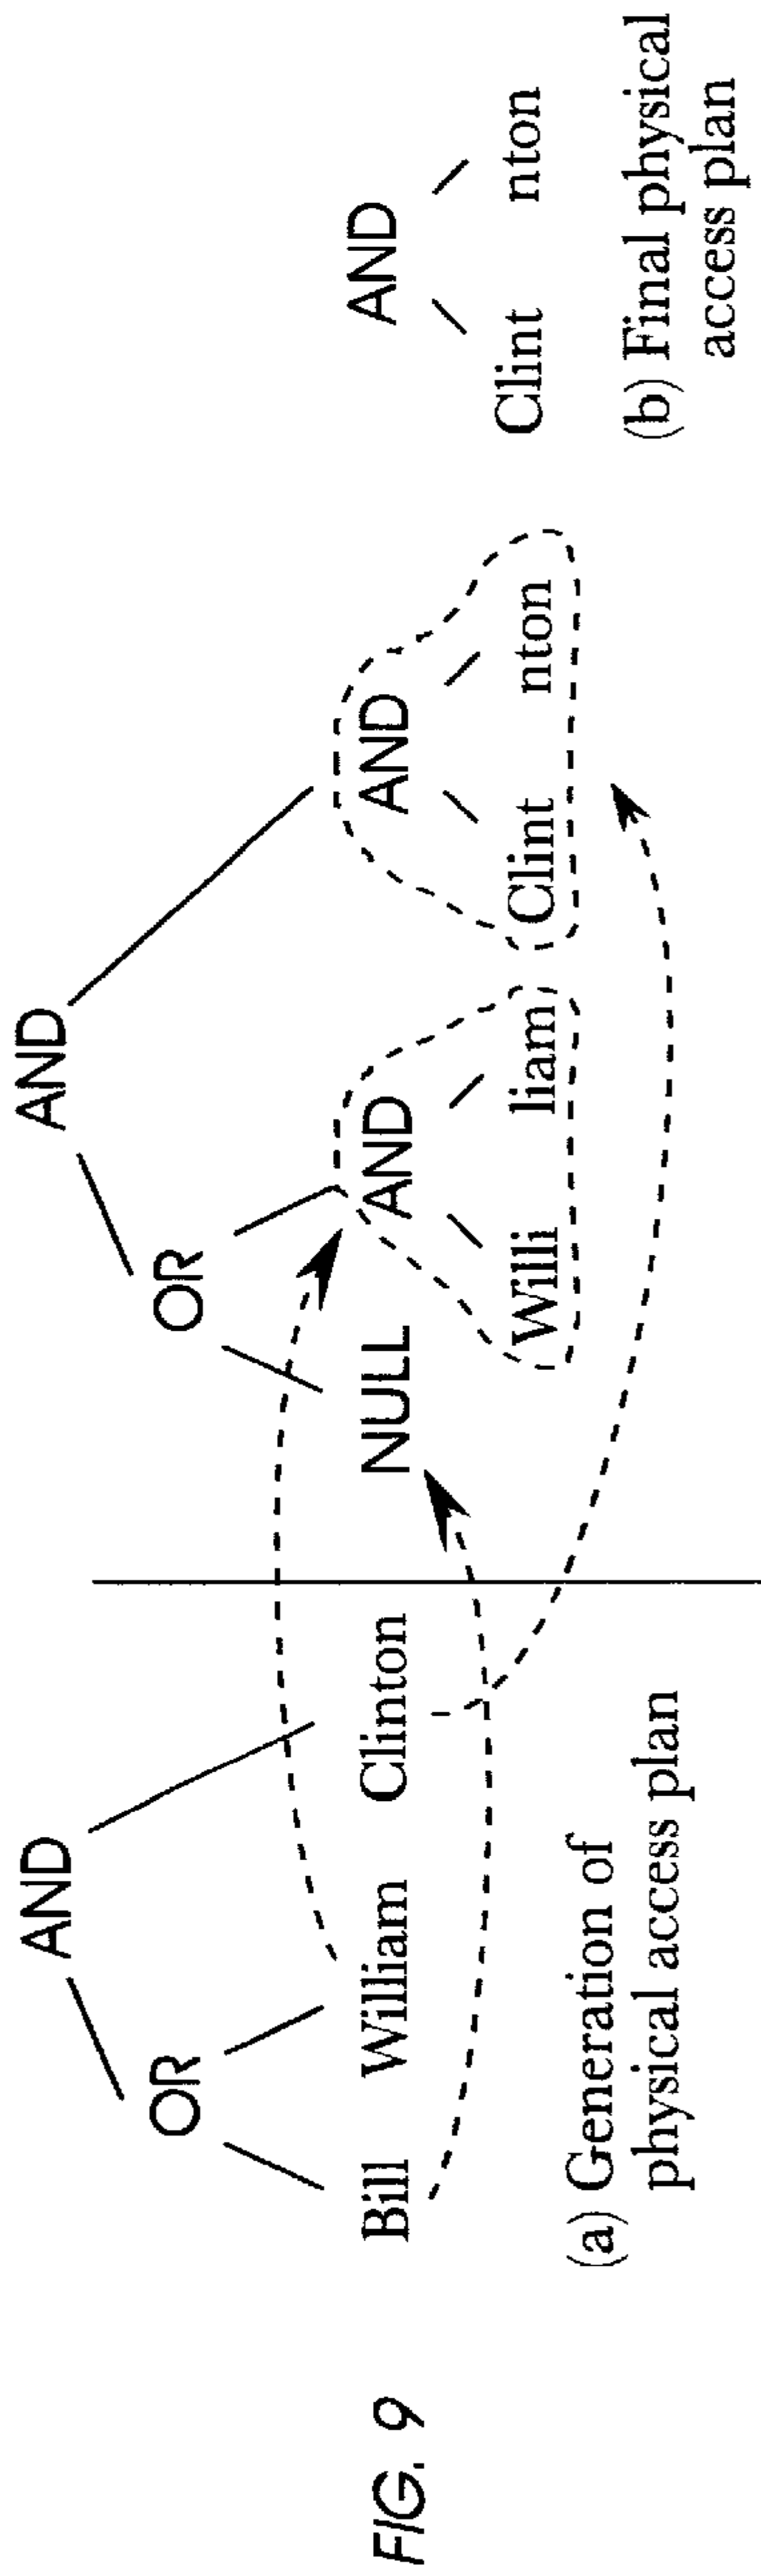 FIG. 9
AND
OR
Bill William Clinton
(a) Generation of
physical access plan
AND
OR
NULL AND AND
Willi liam Clint nton
AND
Clint nton
(b) Final physical
access plan